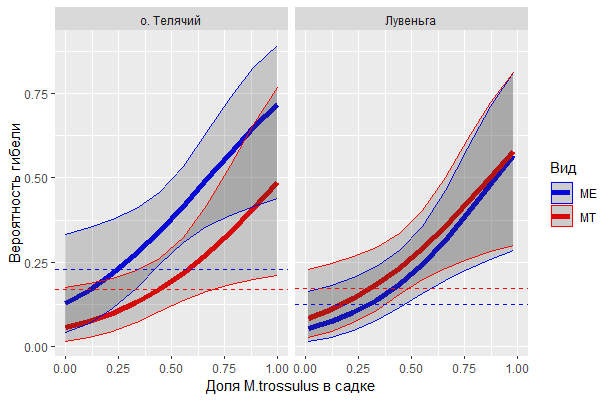 о. Телячий
Лувеньга
Вероятность гибели
0.75
0.50
0.25
0.00
0.00 0.25 0.50 0.75 1.00
0.00 0.25 0.50 0.75 1.00
Доля M.trossulus в садке
Вид
ME
MT